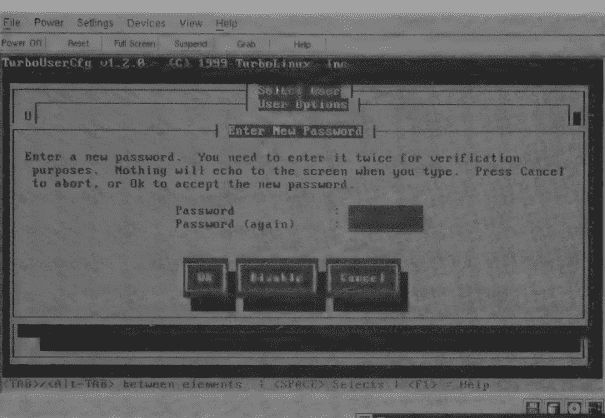 File Power Settings Devices View Help
Power Off Reset Full Screen Suspend Grab Help
TurboUserCfg v1.2.0 - (C) 1999 TurboLinux, Inc
Select User
User Options
U
Enter New Password
Enter a new password. You need to enter it twice for verification
purposes. Nothing will echo to the screen when you type. Press Cancel
to abort, or Ok to accept the new password.
Password :
Password (again) :
Ok Disable Cancel
<TAB>/<Alt-TAB> between elements | <SPACE> Selects | <F1> = Help